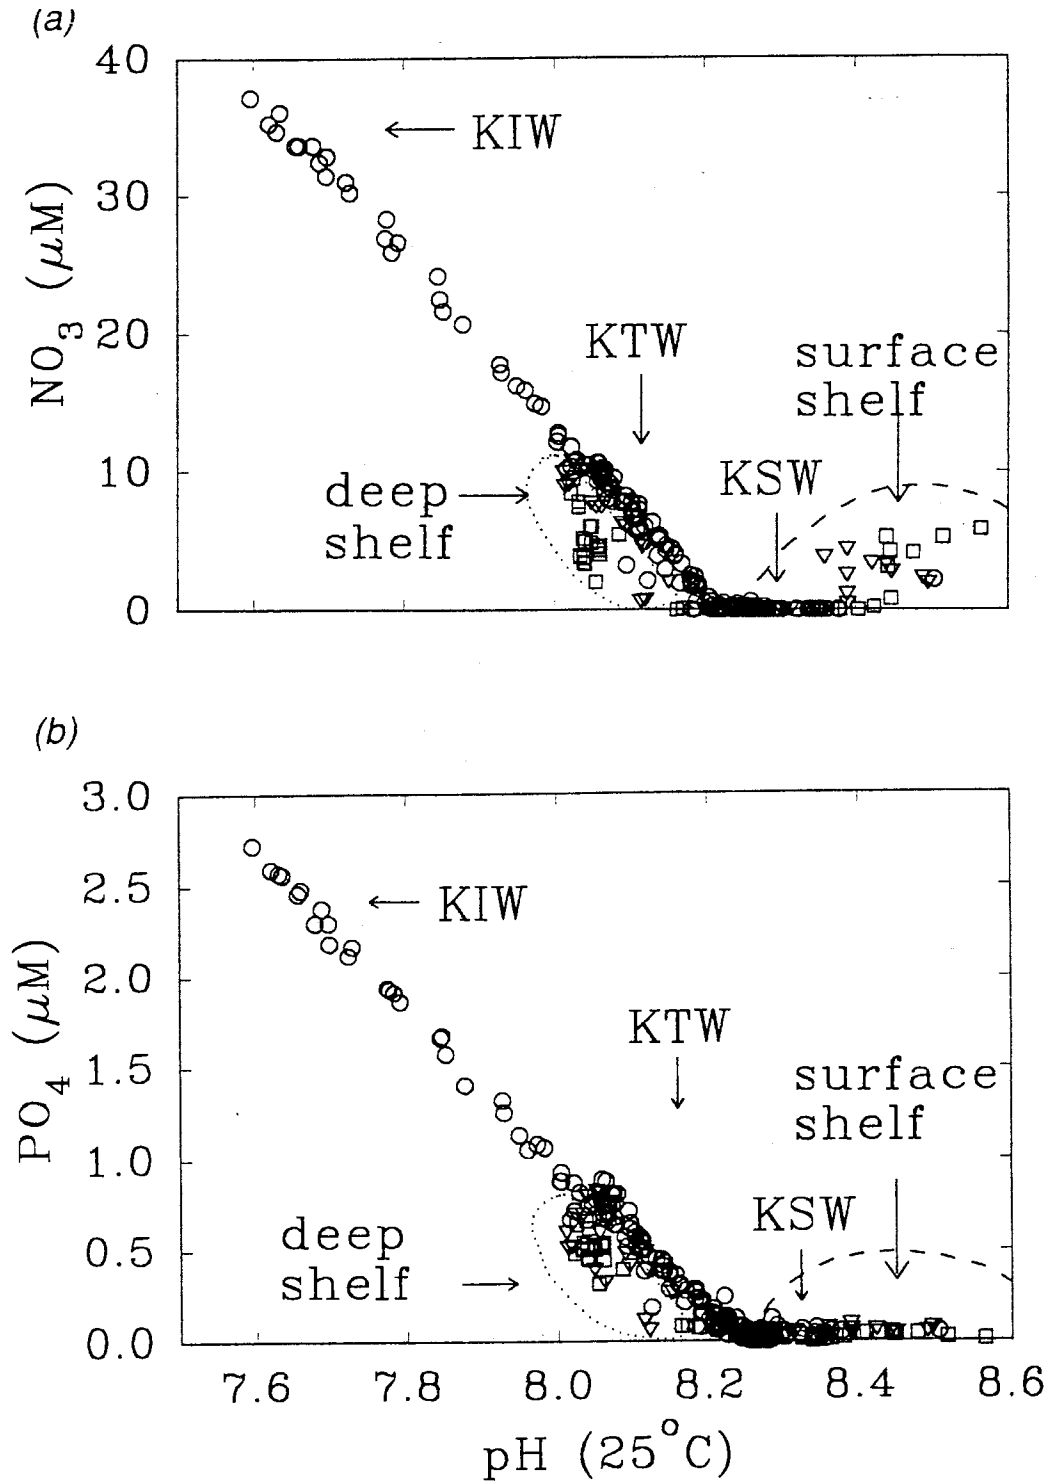 (a)
40
30
20
10
0
NO3 (μM)
KIW
KTW
surface
shelf
KSW
deep
shelf
(b)
3.0
2.5
2.0
1.5
1.0
0.5
0.0
PO4 (μM)
KIW
KTW
surface
shelf
KSW
deep
shelf
7.6 7.8 8.0 8.2 8.4 8.6
pH (25°C)